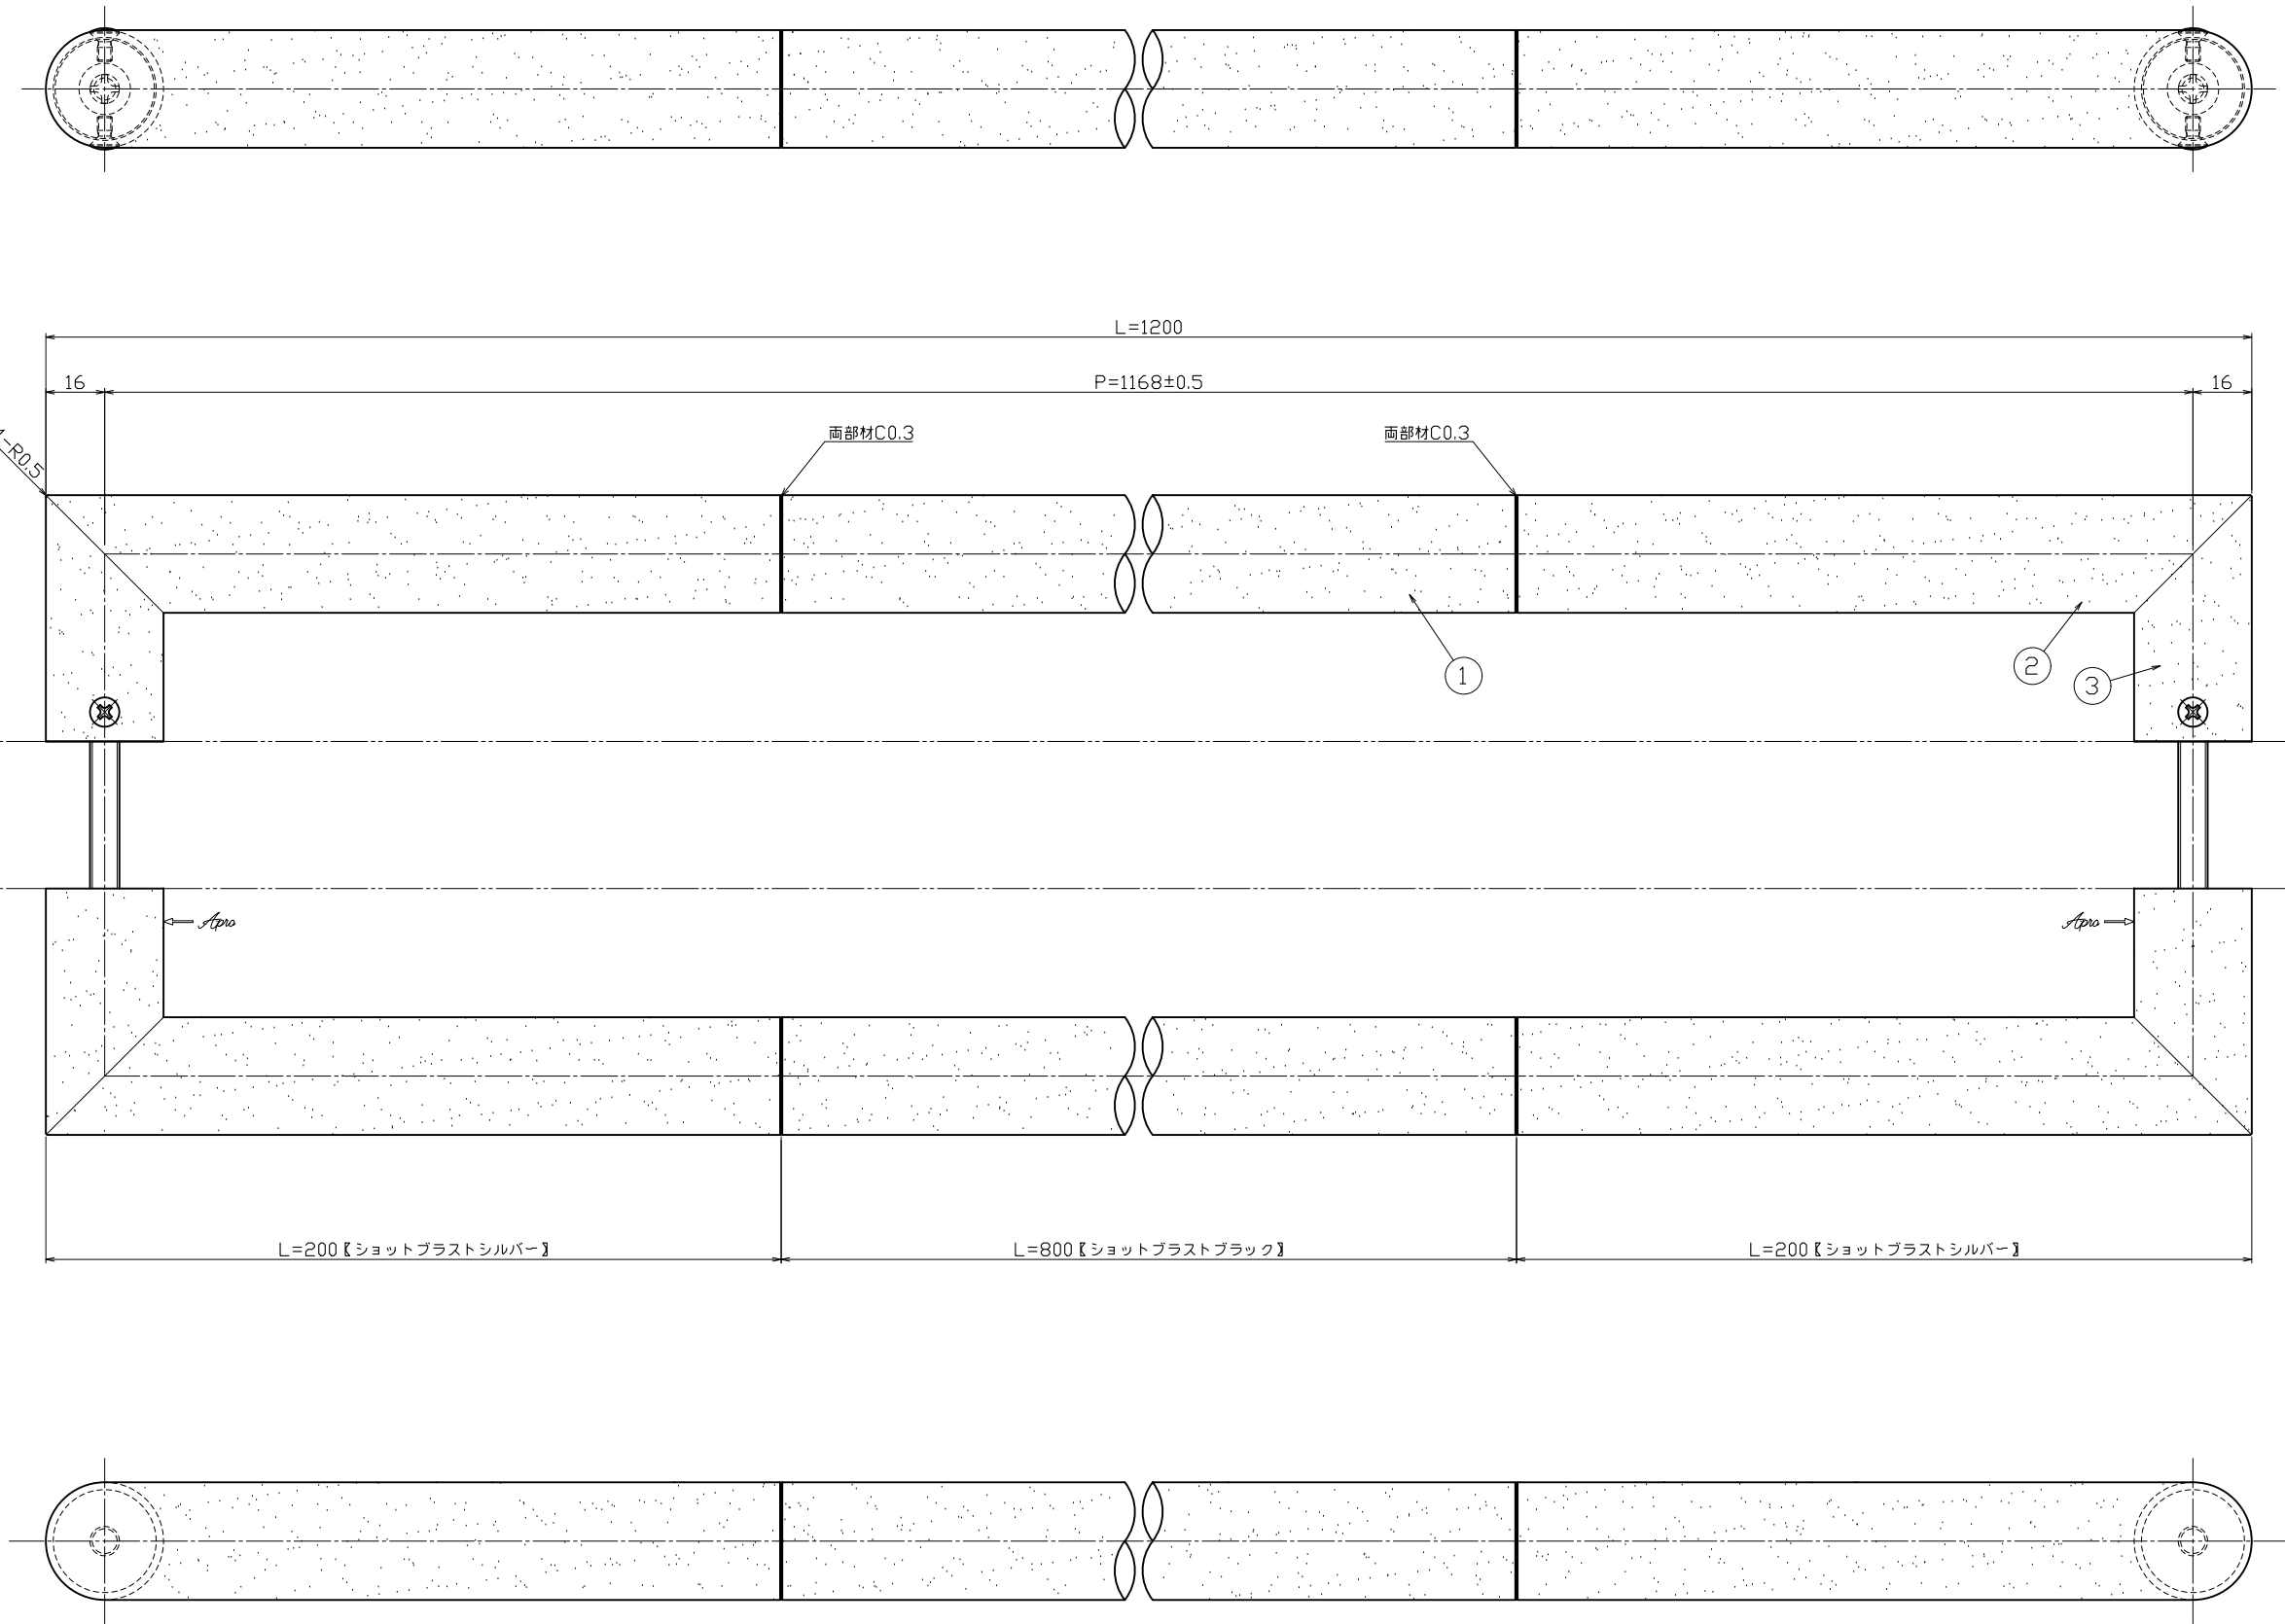 L=1200
16
P=1168±0.5
16
両部材C0.3
両部材C0.3
-R0.5
1
2
3
Apro
Apro
L=200【ショットブラストシルバー】
L=800【ショットブラストブラック】
L=200【ショットブラストシルバー】